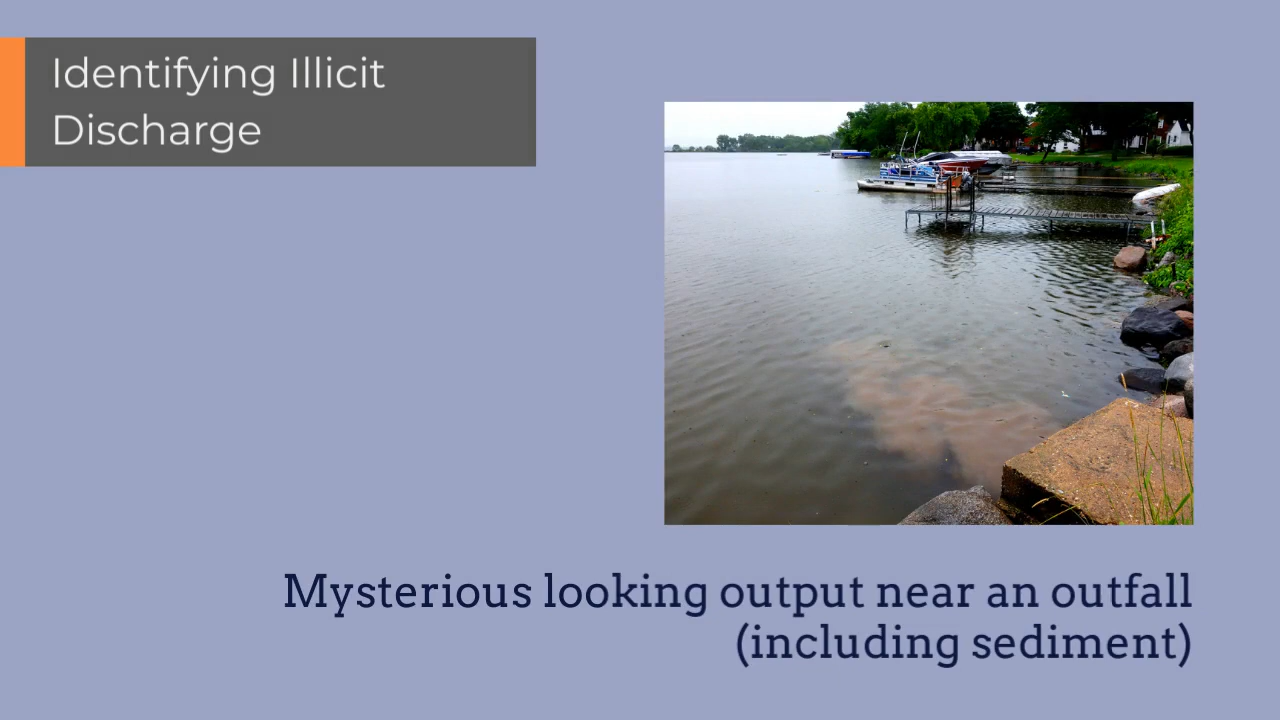 Identifying Illicit
Discharge
Mysterious looking output near an outfall
(including sediment)